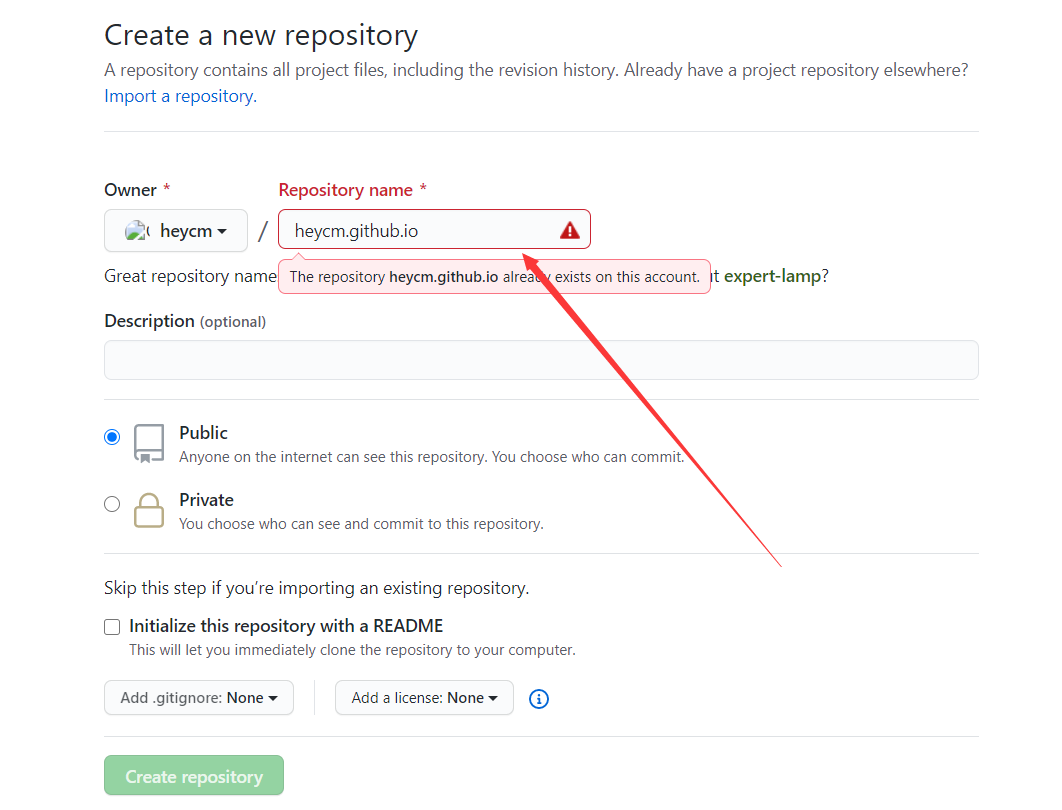 Create a new repository
A repository contains all project files, including the revision history. Already have a project repository elsewhere?
Import a repository.
Owner *
Repository name *
heycm
/
heycm.github.io
Great repository name
The repository heycm.github.io already exists on this account.
expert-lamp?
Description (optional)
Public
Anyone on the internet can see this repository. You choose who can commit.
Private
You choose who can see and commit to this repository.
Skip this step if you’re importing an existing repository.
Initialize this repository with a README
This will let you immediately clone the repository to your computer.
Add .gitignore: None
Add a license: None
Create repository